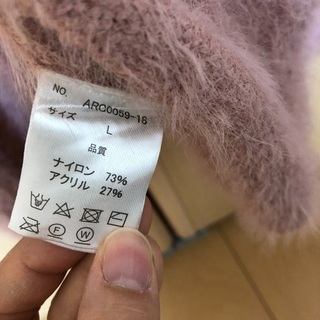 NO. ARC0059-18
サイズ
L
品質
ナイロン 73%
アクリル 27%
F W